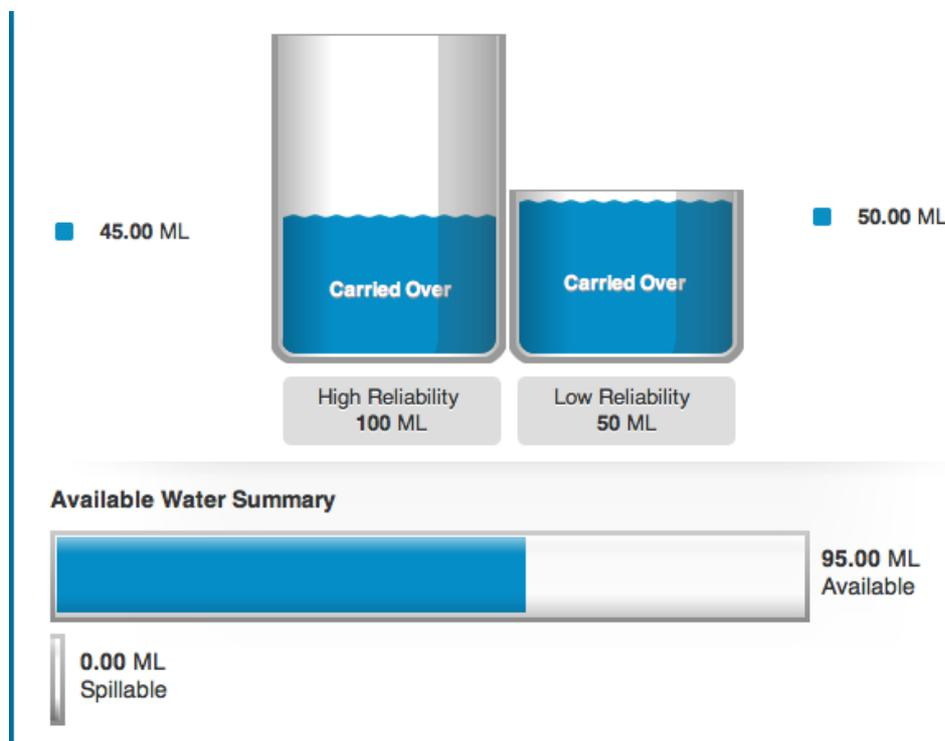 45.00 ML
50.00 ML
Carried Over
Carried Over
High Reliability
100 ML
Low Reliability
50 ML
Available Water Summary
95.00 ML
Available
0.00 ML
Spillable